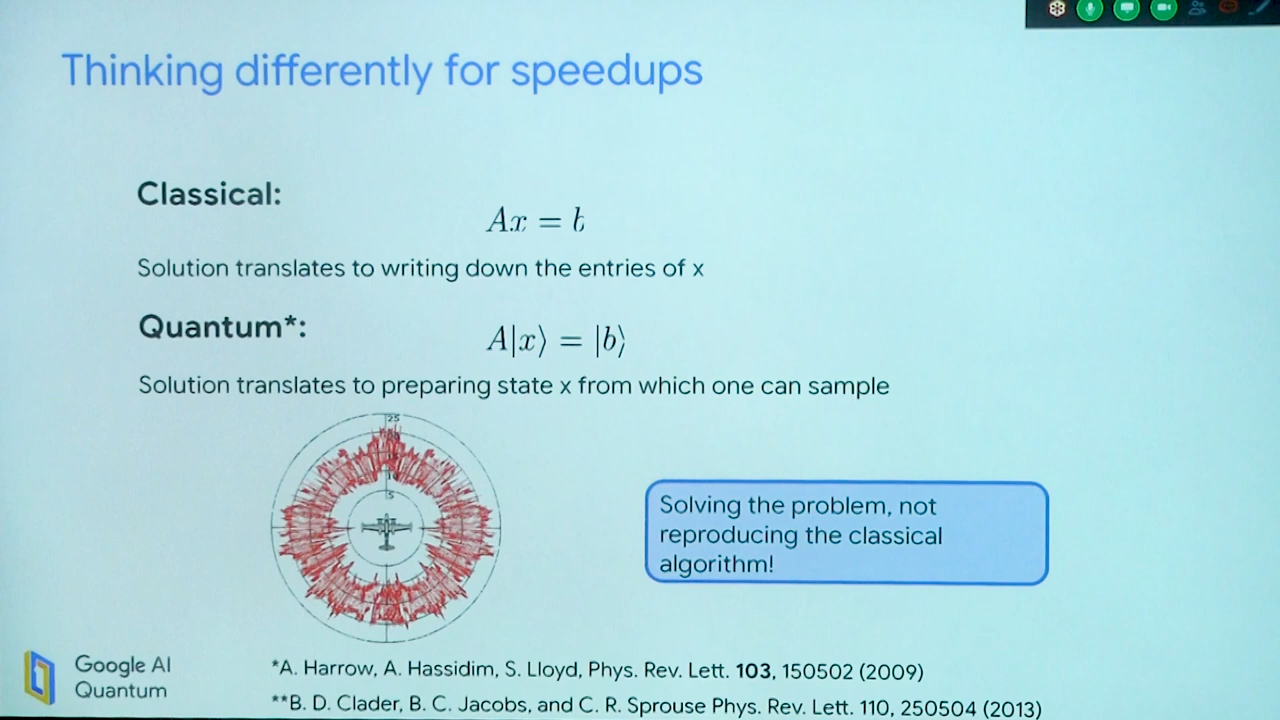 Thinking differently for speedups
Classical:
Ax = b
Solution translates to writing down the entries of x
Quantum*:
A|x⟩ = |b⟩
Solution translates to preparing state x from which one can sample
25
5
Solving the problem, not
reproducing the classical
algorithm!
Google AI
Quantum
*A. Harrow, A. Hassidim, S. Lloyd, Phys. Rev. Lett. 103, 150502 (2009)
**B. D. Clader, B. C. Jacobs, and C. R. Sprouse Phys. Rev. Lett. 110, 250504 (2013)